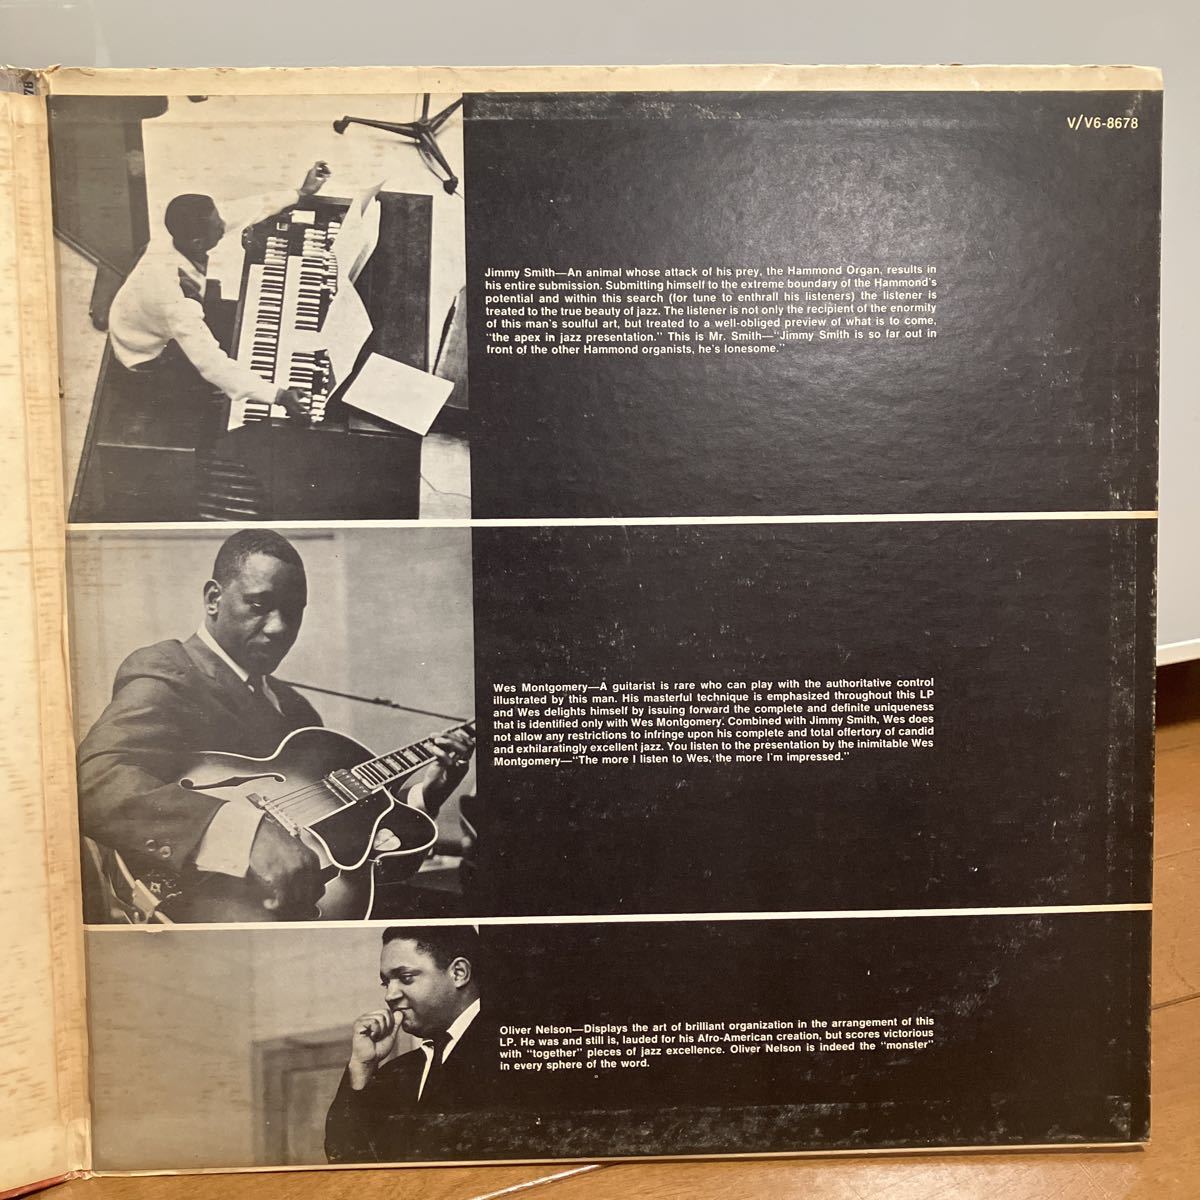 V/V6-8678
Jimmy Smith—An animal whose attack of his prey, the Hammond Organ, results in
his entire submission. Submitting himself to the extreme boundary of the Hammond's
potential and within this search (for tune to enthrall his listeners) the listener is
treated to the true beauty of jazz. The listener is not only the recipient of the enormity
of this man's soulful art, but treated to a well-obliged preview of what is to come,
"the apex in jazz presentation." This is Mr. Smith—"Jimmy Smith is so far out in
front of the other Hammond organists, he's lonesome."
Wes Montgomery—A guitarist is rare who can play with the authoritative control
illustrated by this man. His masterful technique is emphasized throughout this LP
and Wes delights himself by issuing forward the complete and definite uniqueness
that is identified only with Wes Montgomery. Combined with Jimmy Smith, Wes does
not allow any restrictions to infringe upon his complete and total offertory of candid
and exhilaratingly excellent jazz. You listen to the presentation by the inimitable Wes
Montgomery—"The more I listen to Wes, the more I'm impressed."
Oliver Nelson—Displays the art of brilliant organization in the arrangement of this
LP. He was and still is, lauded for his Afro-American creation, but scores victorious
with "together" pieces of jazz excellence. Oliver Nelson is indeed the "monster"
in every sphere of the word.